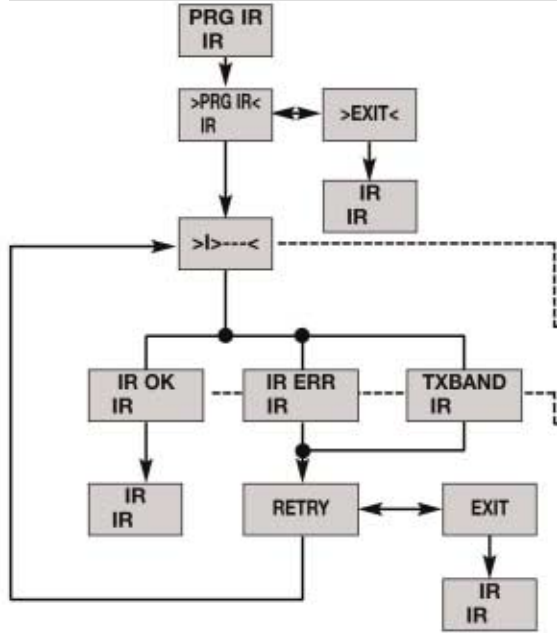 PRG IR
IR
>PRG IR<
IR
>EXIT<
IR
IR
>I>----<
IR OK
IR
IR ERR
IR
TXBAND
IR
IR
IR
RETRY
EXIT
IR
IR